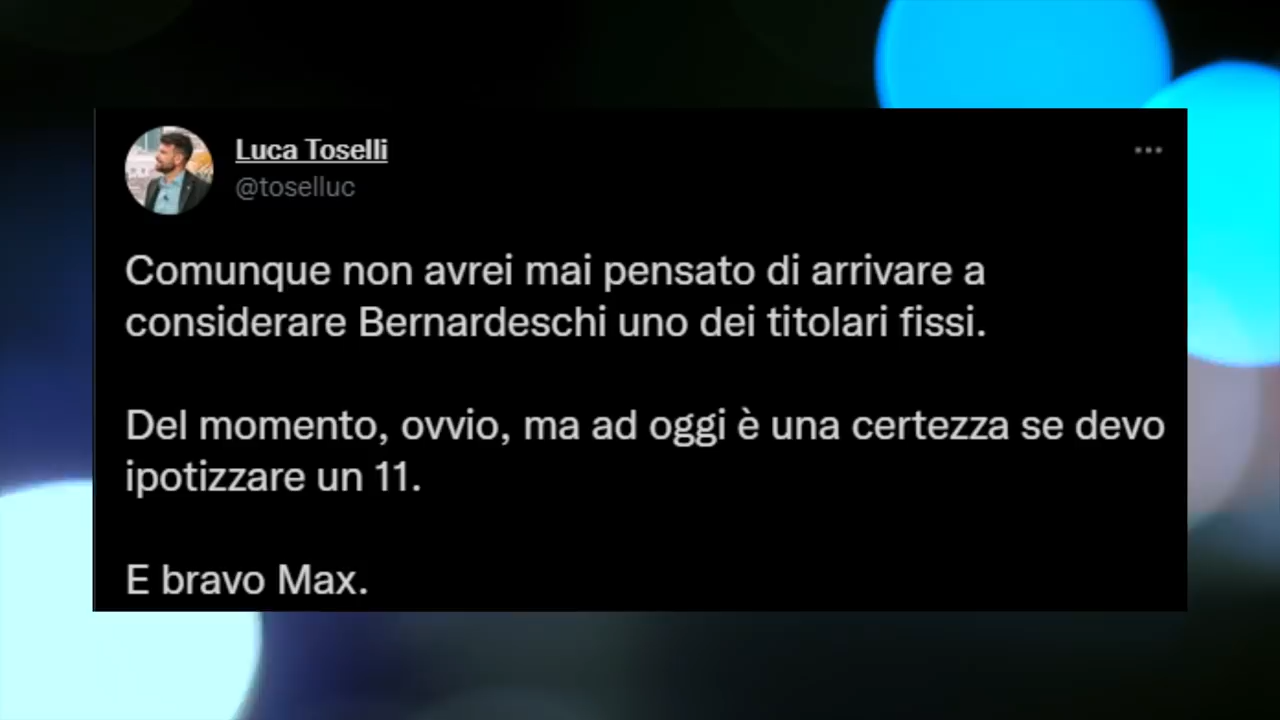 Luca Toselli
@toselluc
Comunque non avrei mai pensato di arrivare a
considerare Bernardeschi uno dei titolari fissi.
Del momento, ovvio, ma ad oggi è una certezza se devo
ipotizzare un 11.
E bravo Max.